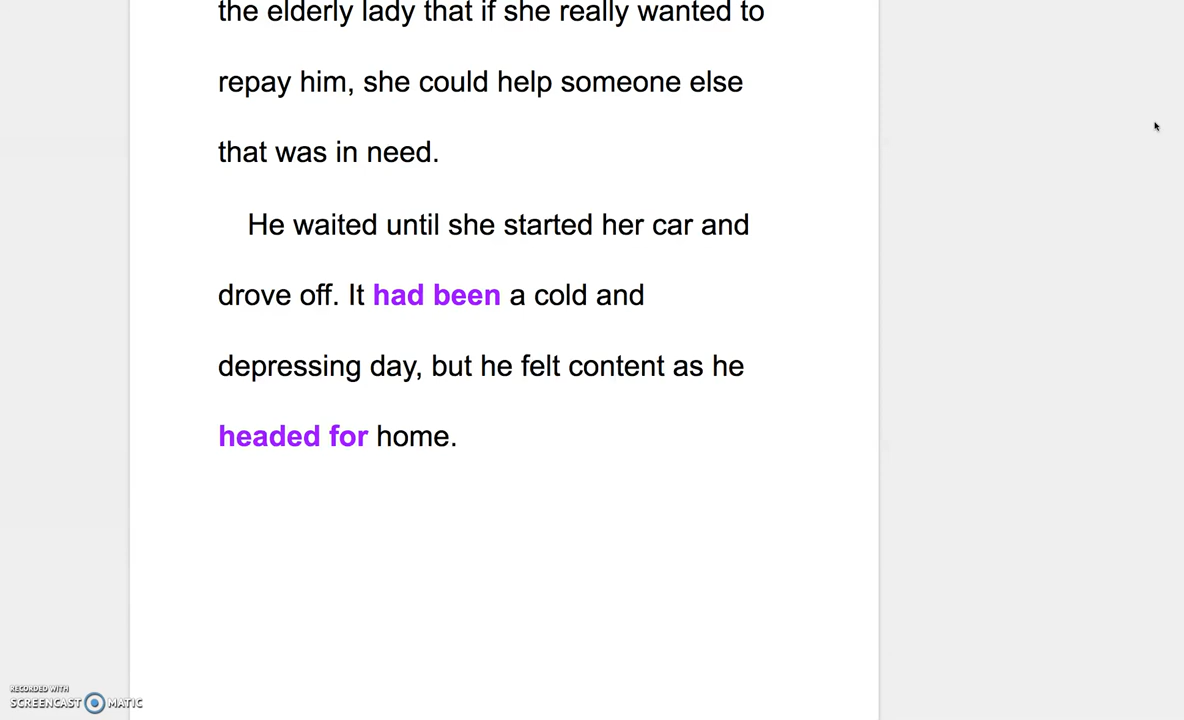 the elderly lady that if she really wanted to
repay him, she could help someone else
that was in need.
He waited until she started her car and
drove off. It had been a cold and
depressing day, but he felt content as he
headed for home.
RECORDED WITH
SCREENCAST MATIC